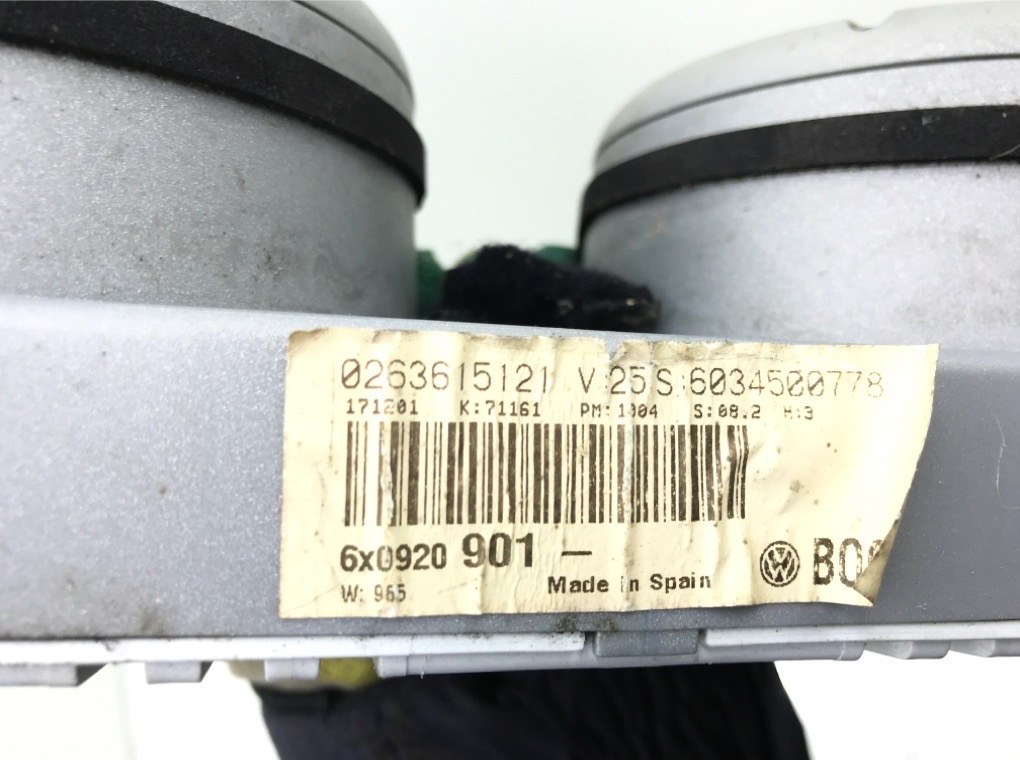 0263615121 V:25 S:6034500778
171201 K:71161 PM:1004 S:08.2 H:3
6x0920 901 —
W: 965 Made in Spain